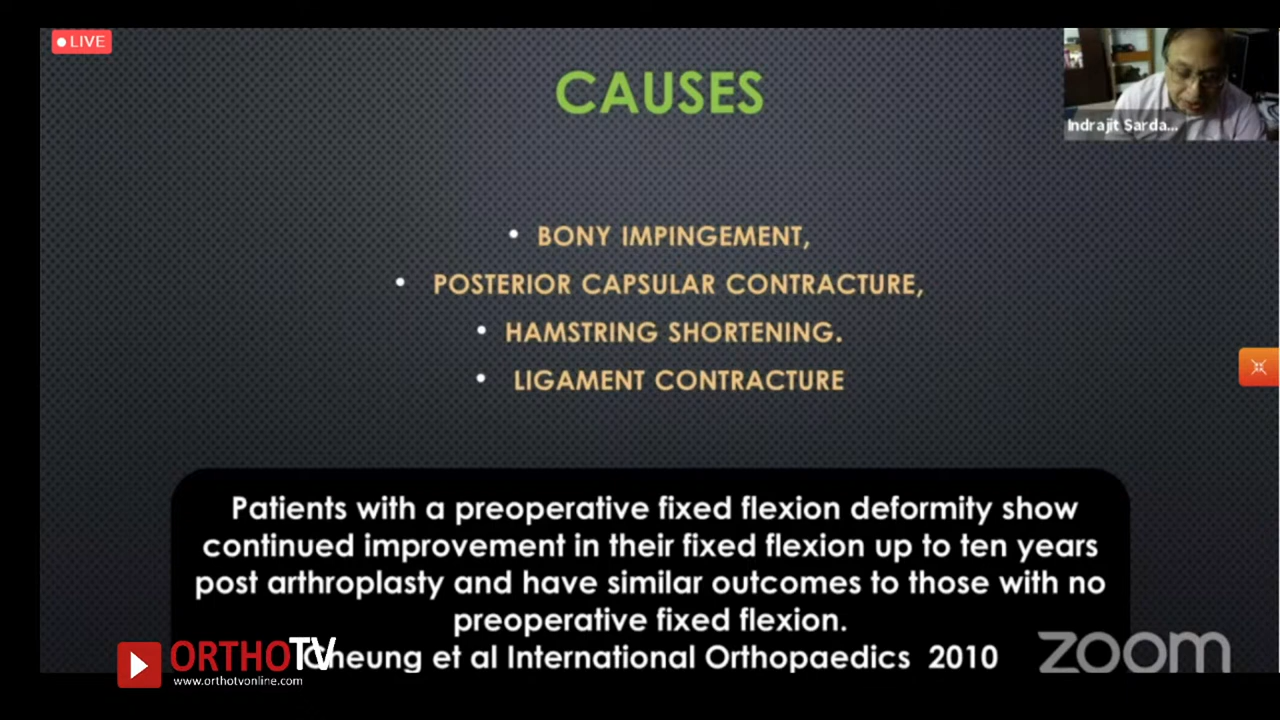 LIVE
CAUSES
Indrajit Sarda...
• BONY IMPINGEMENT,
• POSTERIOR CAPSULAR CONTRACTURE,
• HAMSTRING SHORTENING.
• LIGAMENT CONTRACTURE
Patients with a preoperative fixed flexion deformity show
continued improvement in their fixed flexion up to ten years
post arthroplasty and have similar outcomes to those with no
preoperative fixed flexion.
Cheung et al International Orthopaedics 2010
ORTHOTV
www.orthotvonline.com
zoom